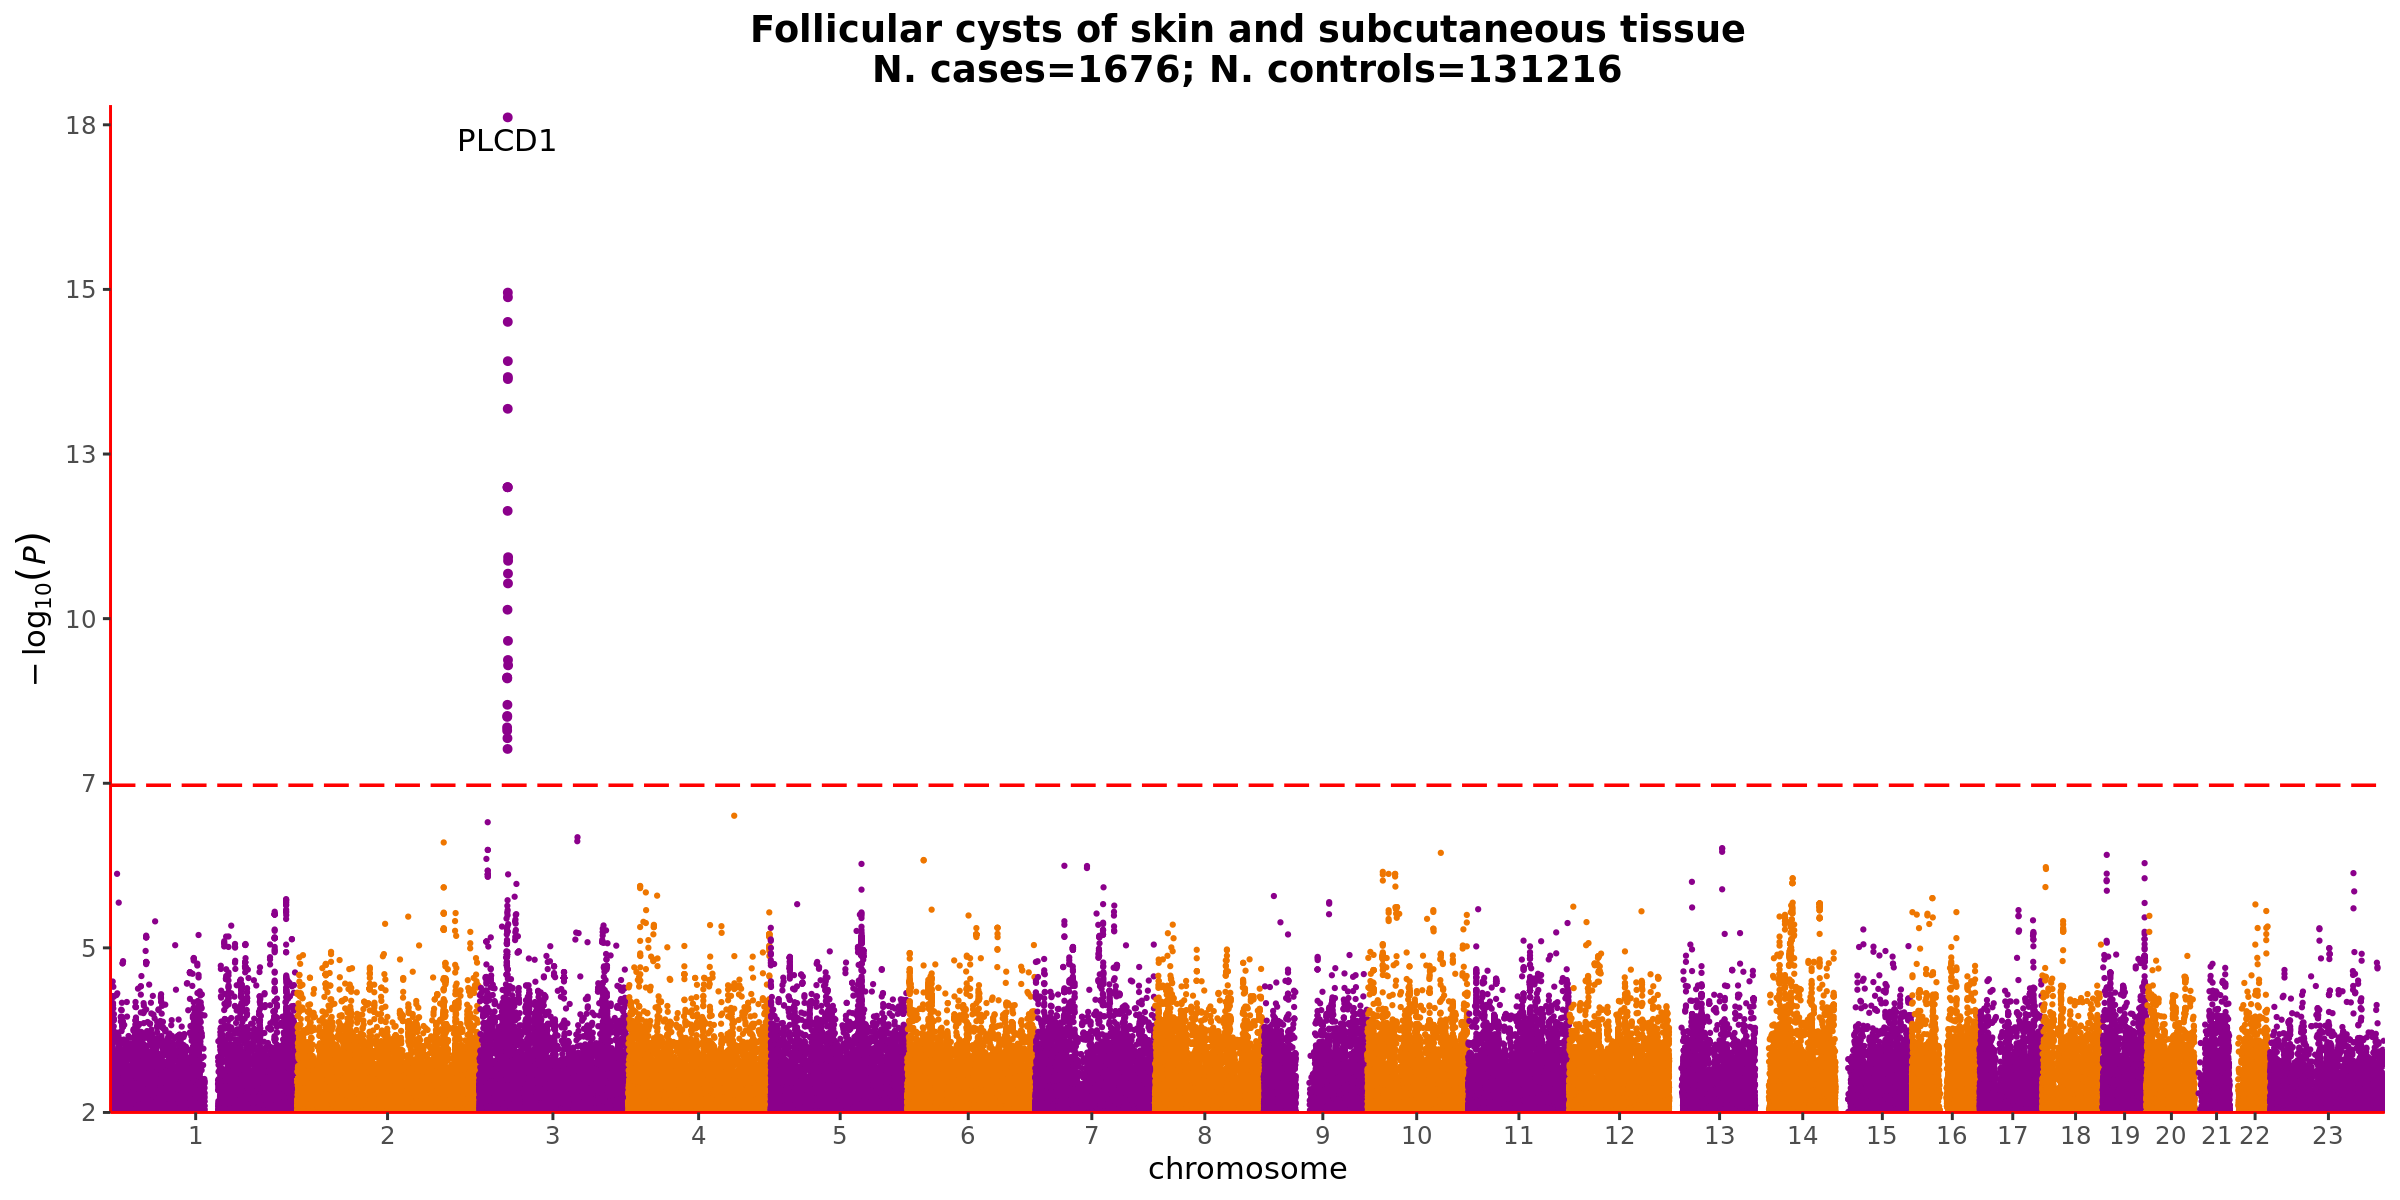 Follicular cysts of skin and subcutaneous tissue
N. cases=1676; N. controls=131216
PLCD1
18
15
13
10
7
5
2
− log10(P)
1 2 3 4 5 6 7 8 9 10 11 12 13 14 15 16 17 18 19 20 21 22 23
chromosome